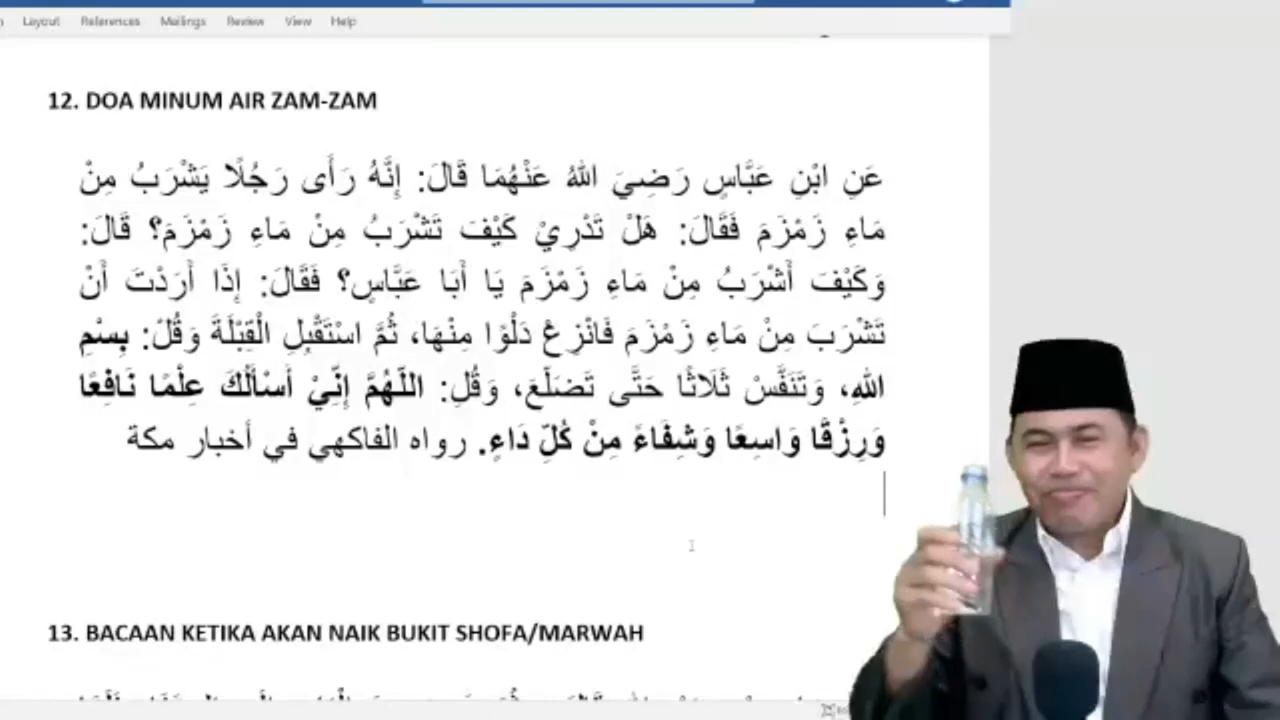 Layout References Mailings Review View Help
12. DOA MINUM AIR ZAM-ZAM
عَنِ ابْنِ عَبَّاسٍ رَضِيَ اللهُ عَنْهُمَا قَالَ: إِنَّهُ رَأَى رَجُلًا يَشْرَبُ مِنْ
مَاءِ زَمْزَمَ فَقَالَ: هَلْ تَدْرِيْ كَيْفَ تَشْرَبُ مِنْ مَاءِ زَمْزَمَ؟ قَالَ:
وَكَيْفَ أَشْرَبُ مِنْ مَاءِ زَمْزَمَ يَا أَبَا عَبَّاسٍ؟ فَقَالَ: إِذَا أَرَدْتَ أَنْ
تَشْرَبَ مِنْ مَاءِ زَمْزَمَ فَانْزِعْ دَلْوًا مِنْهَا، ثُمَّ اسْتَقْبِلِ الْقِبْلَةَ وَقُلْ: بِسْمِ
اللهِ، وَتَنَفَّسْ ثَلَاثًا حَتَّى تَضَلَّعَ، وَقُلِ: اللّٰهُمَّ إِنِّيْ أَسْأَلُكَ عِلْمًا نَافِعًا
وَرِزْقًا وَاسِعًا وَشِفَاءً مِنْ كُلِّ دَاءٍ. رواه الفاكهي في أخبار مكة
13. BACAAN KETIKA AKAN NAIK BUKIT SHOFA/MARWAH